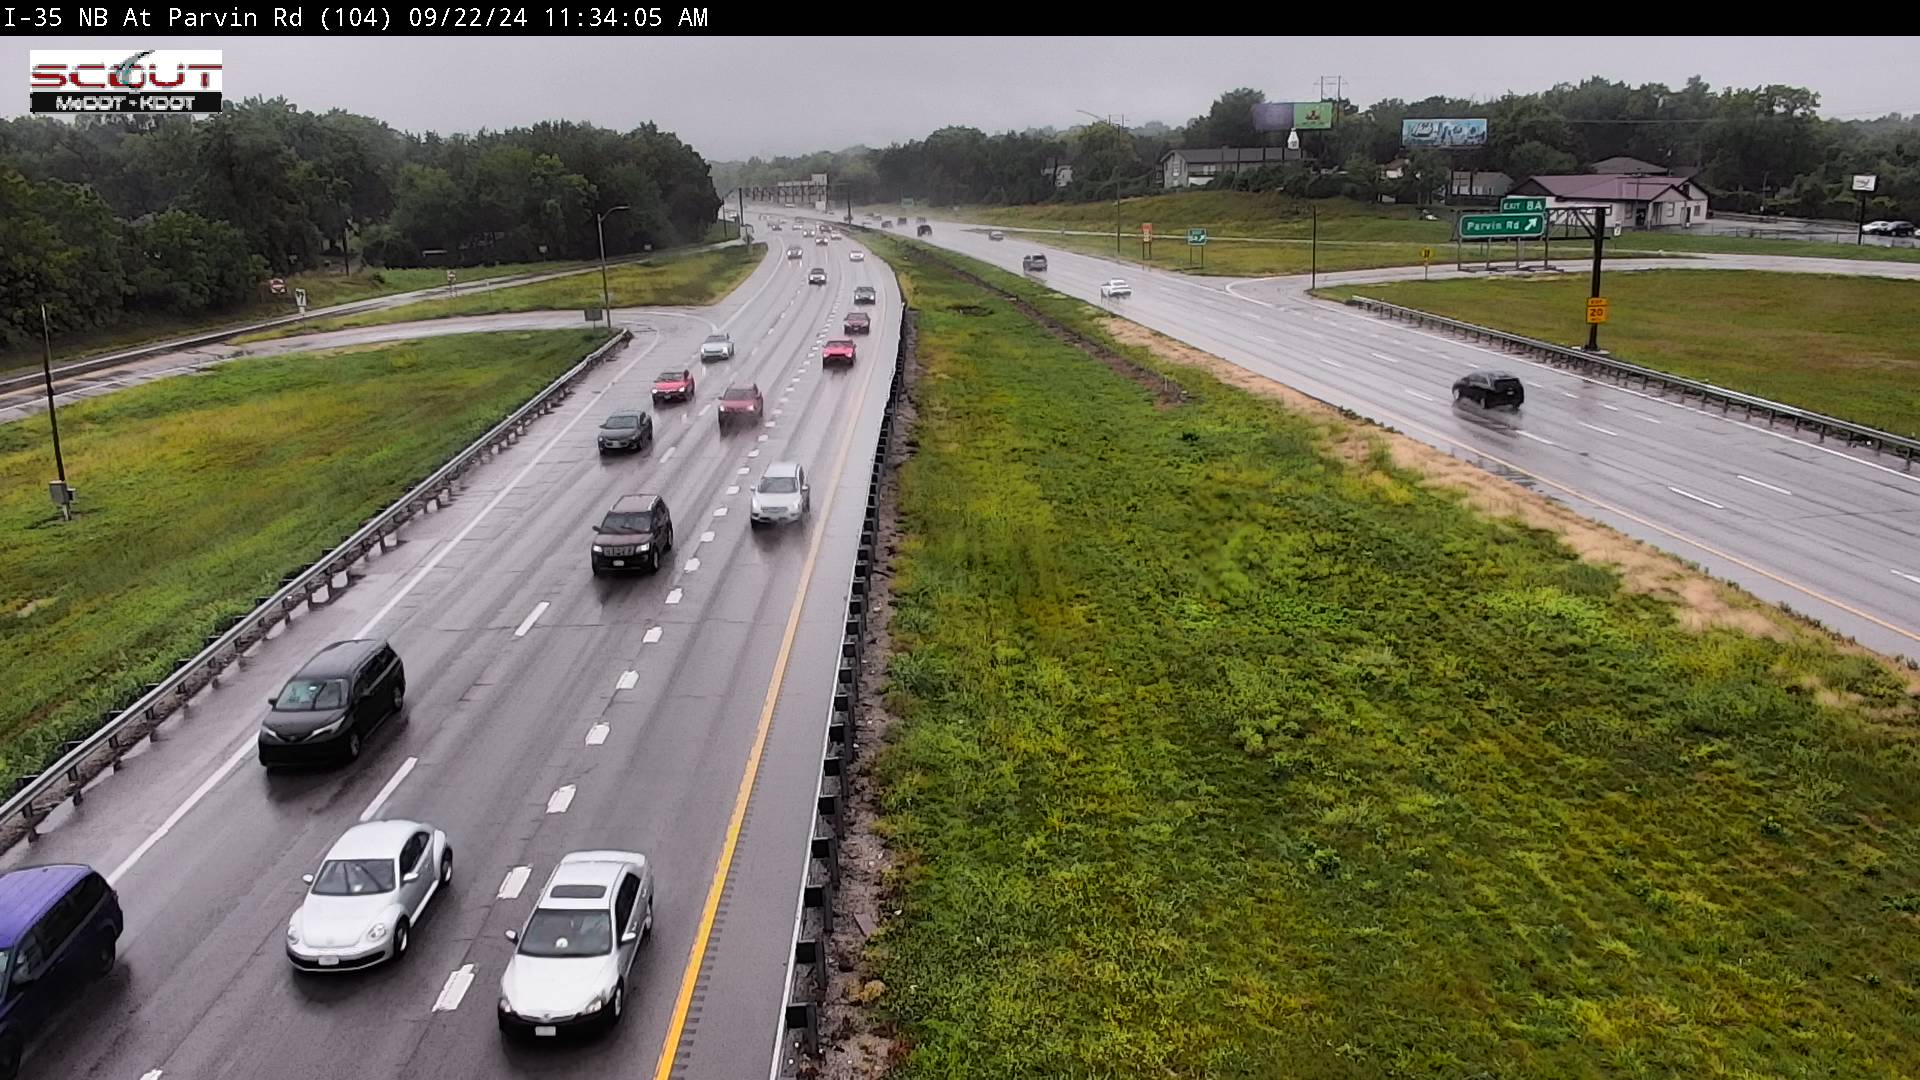 I-35 NB At Parvin Rd (104) 09/22/24 11:34:05 AM
SCOUT
MoDOT - KDOT
EXIT 8A
Parvin Rd
EXIT
20